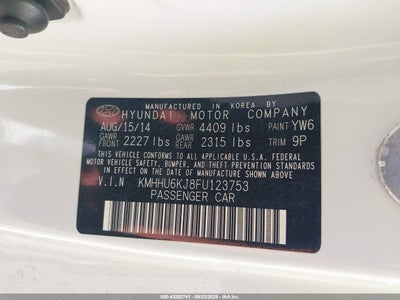 MANUFACTURED IN KOREA BY
HYUNDAI MOTOR COMPANY
AUG/15/14 GVWR 4409 lbs PAINT YW6
GAWR FRONT 2227 lbs GAWR REAR 2315 lbs TRIM 9P
THIS VEHICLE CONFORMS TO ALL APPLICABLE U.S.A. FEDERAL
MOTOR VEHICLE SAFETY, BUMPER, AND THEFT PREVENTION STANDARDS
IN EFFECT ON THE DATE OF MANUFACTURE SHOWN ABOVE.
V.I.N KMHHU6KJ8FU123753
PASSENGER CAR